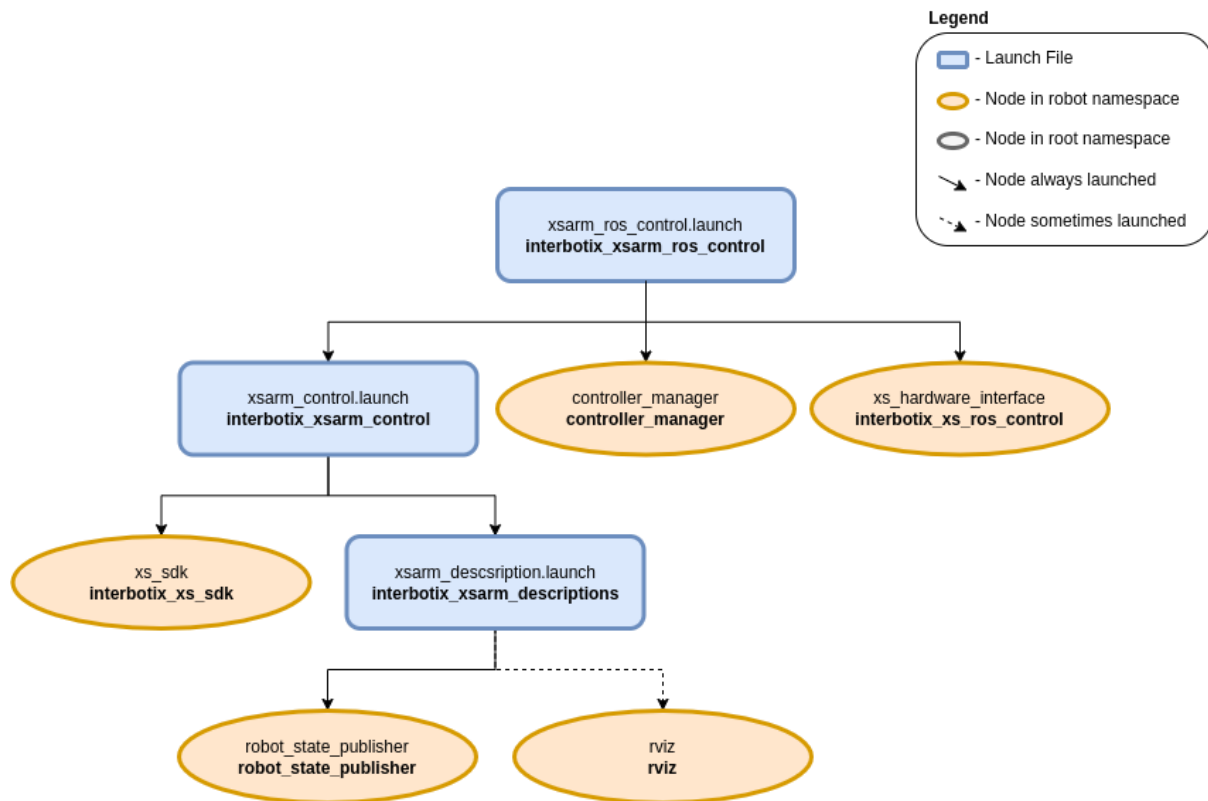 Legend
- Launch File
- Node in robot namespace
- Node in root namespace
- Node always launched
- Node sometimes launched
xsarm_ros_control.launch
interbotix_xsarm_ros_control
xsarm_control.launch
interbotix_xsarm_control
controller_manager
controller_manager
xs_hardware_interface
interbotix_xs_ros_control
xs_sdk
interbotix_xs_sdk
xsarm_descsription.launch
interbotix_xsarm_descriptions
robot_state_publisher
robot_state_publisher
rviz
rviz